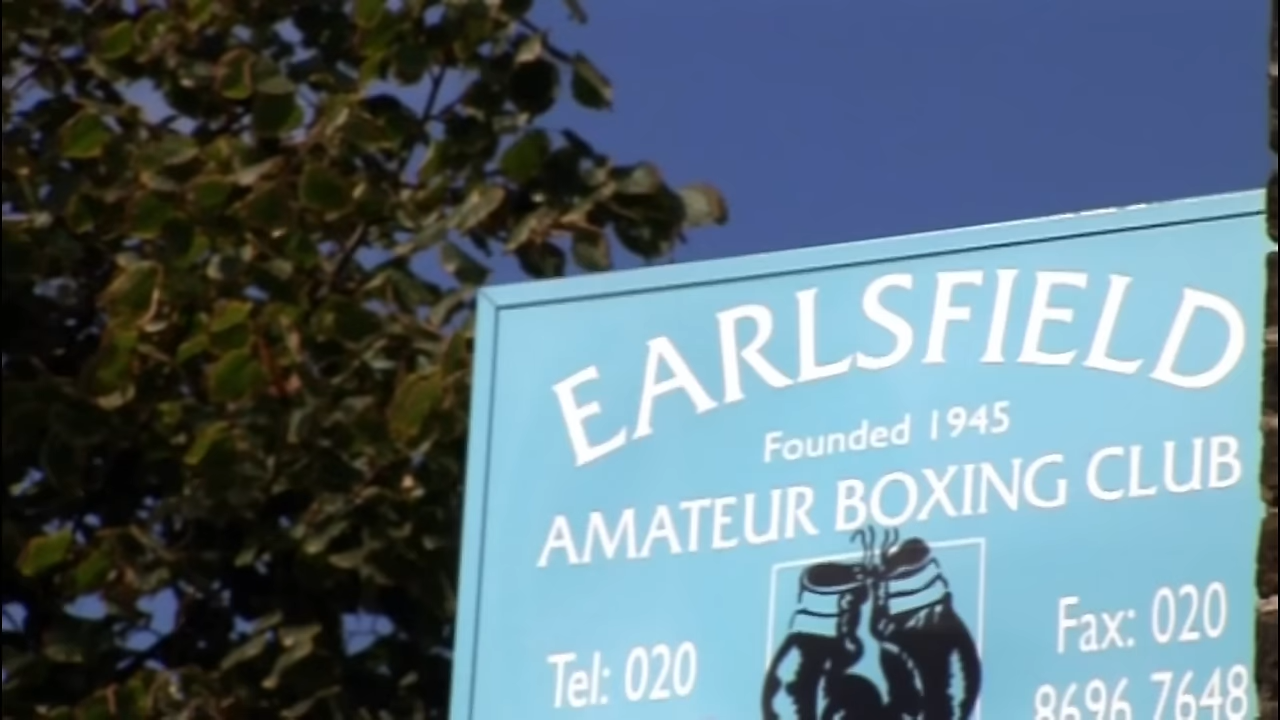 EARLSFIELD
Founded 1945
AMATEUR BOXING CLUB
Tel: 020
Fax: 020
8696 7648